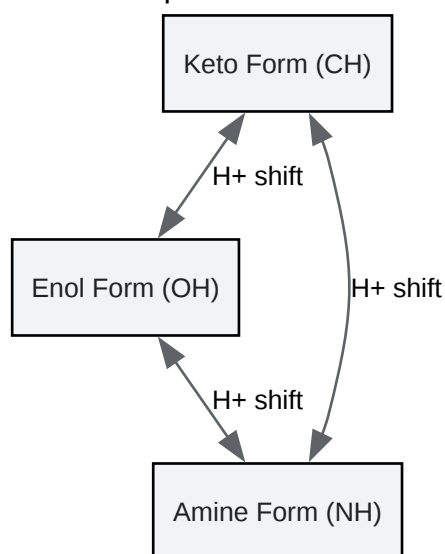 Keto Form (CH)
H+ shift
Enol Form (OH)
H+ shift
H+ shift
Amine Form (NH)